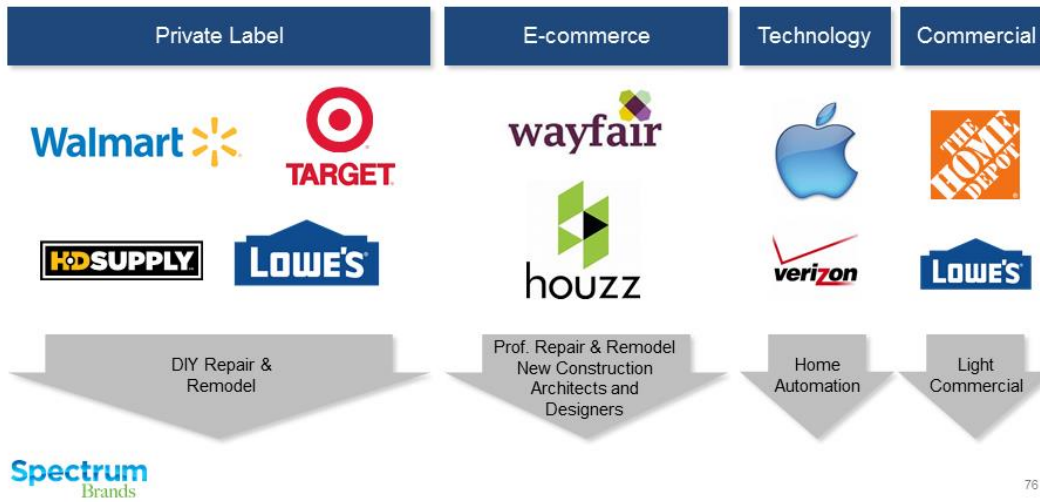 Private Label
E-commerce
Technology
Commercial
Walmart
TARGET
wayfair
THE
HOME
DEPOT
HDSUPPLY
LOWE'S
houzz
verizon
LOWE'S
DIY Repair &
Remodel
Prof. Repair & Remodel
New Construction
Architects and
Designers
Home
Automation
Light
Commercial
Spectrum
Brands
76